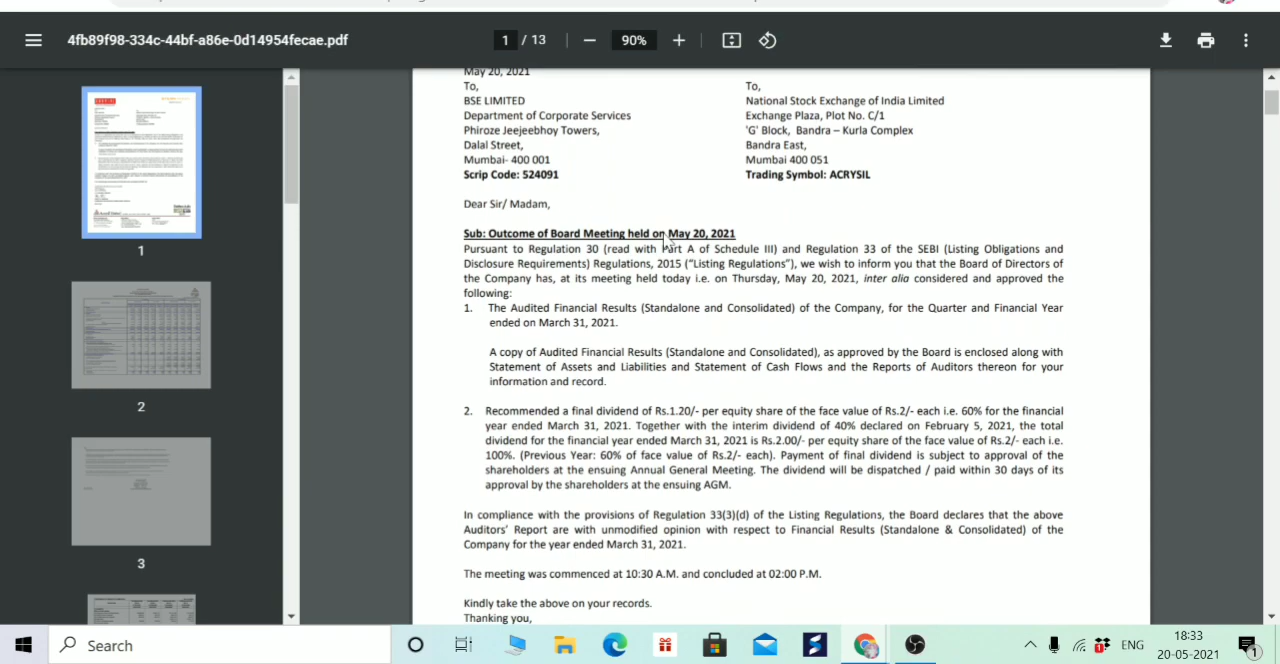 4fb89f98-334c-44bf-a86e-0d14954fecae.pdf
1 / 13
90%
1
2
3
May 20, 2021
To,
BSE LIMITED
Department of Corporate Services
Phiroze Jeejeebhoy Towers,
Dalal Street,
Mumbai- 400 001
Scrip Code: 524091
To,
National Stock Exchange of India Limited
Exchange Plaza, Plot No. C/1
'G' Block, Bandra – Kurla Complex
Bandra East,
Mumbai 400 051
Trading Symbol: ACRYSIL
Dear Sir/ Madam,
Sub: Outcome of Board Meeting held on May 20, 2021
Pursuant to Regulation 30 (read with Part A of Schedule III) and Regulation 33 of the SEBI (Listing Obligations and
Disclosure Requirements) Regulations, 2015 (“Listing Regulations”), we wish to inform you that the Board of Directors of
the Company has, at its meeting held today i.e. on Thursday, May 20, 2021, inter alia considered and approved the
following:
1. The Audited Financial Results (Standalone and Consolidated) of the Company, for the Quarter and Financial Year
ended on March 31, 2021.
A copy of Audited Financial Results (Standalone and Consolidated), as approved by the Board is enclosed along with
Statement of Assets and Liabilities and Statement of Cash Flows and the Reports of Auditors thereon for your
information and record.
2. Recommended a final dividend of Rs.1.20/- per equity share of the face value of Rs.2/- each i.e. 60% for the financial
year ended March 31, 2021. Together with the interim dividend of 40% declared on February 5, 2021, the total
dividend for the financial year ended March 31, 2021 is Rs.2.00/- per equity share of the face value of Rs.2/- each i.e.
100%. (Previous Year: 60% of face value of Rs.2/- each). Payment of final dividend is subject to approval of the
shareholders at the ensuing Annual General Meeting. The dividend will be dispatched / paid within 30 days of its
approval by the shareholders at the ensuing AGM.
In compliance with the provisions of Regulation 33(3)(d) of the Listing Regulations, the Board declares that the above
Auditors' Report are with unmodified opinion with respect to Financial Results (Standalone & Consolidated) of the
Company for the year ended March 31, 2021.
The meeting was commenced at 10:30 A.M. and concluded at 02:00 P.M.
Kindly take the above on your records.
Thanking you,
Search
ENG
18:33
20-05-2021
1